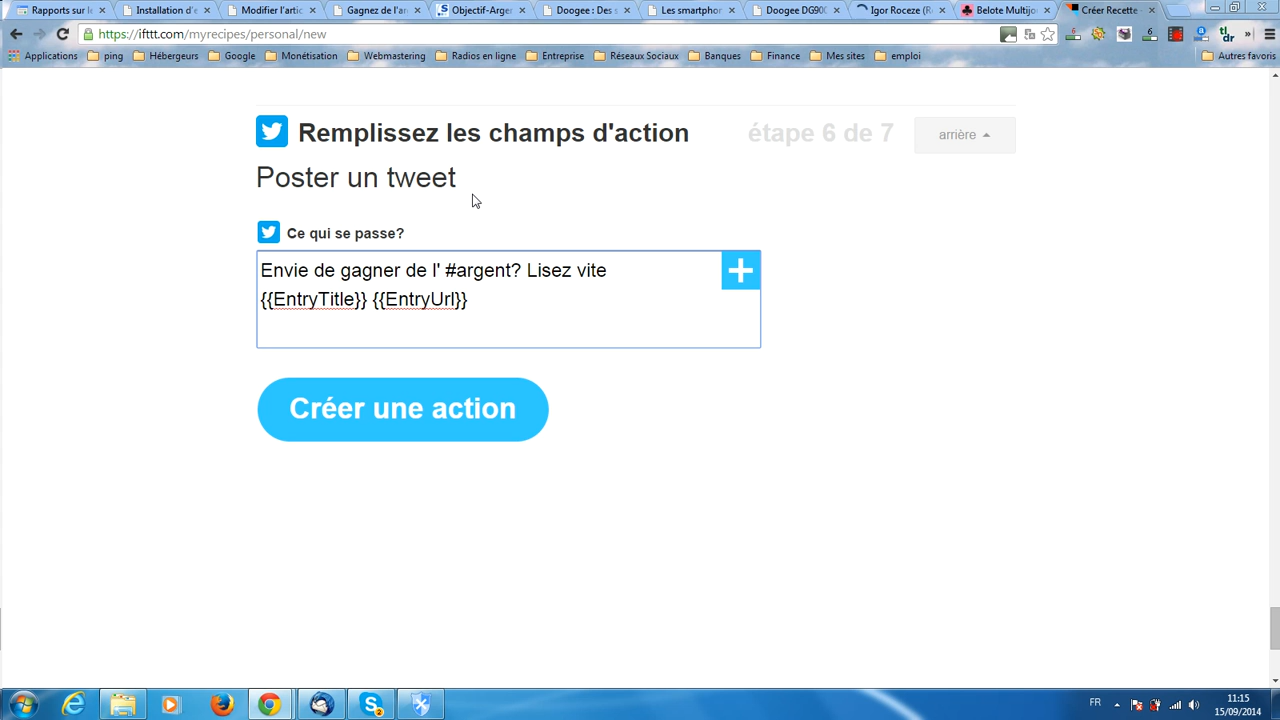 Rapports sur le
Installation d'e
Modifier l'artic
Gagnez de l'ar
Objectif-Argen
Doogee : Des s
Les smartphor
Doogee DG900
Igor Roceze (R
Belote Multijou
Créer Recette
https://ifttt.com/myrecipes/personal/new
Applications
ping
Hébergeurs
Google
Monétisation
Webmastering
Radios en ligne
Entreprise
Réseaux Sociaux
Banques
Finance
Mes sites
emploi
Autres favoris
Remplissez les champs d'action
étape 6 de 7
arrière
Poster un tweet
Ce qui se passe?
Envie de gagner de l' #argent? Lisez vite
{{EntryTitle}} {{EntryUrl}}
Créer une action
FR
11:15
15/09/2014